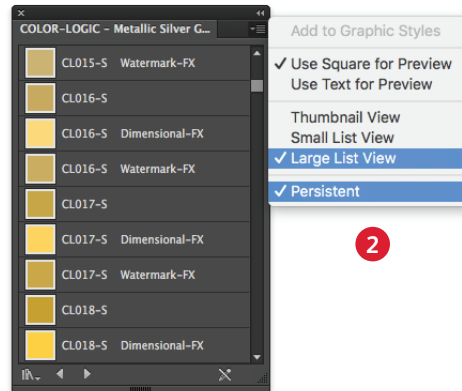 COLOR-LOGIC – Metallic Silver G...
CL015-S Watermark-FX
CL016-S
CL016-S Dimensional-FX
CL016-S Watermark-FX
CL017-S
CL017-S Dimensional-FX
CL017-S Watermark-FX
CL018-S
CL018-S Dimensional-FX
Add to Graphic Styles
Use Square for Preview
Use Text for Preview
Thumbnail View
Small List View
Large List View
Persistent
2